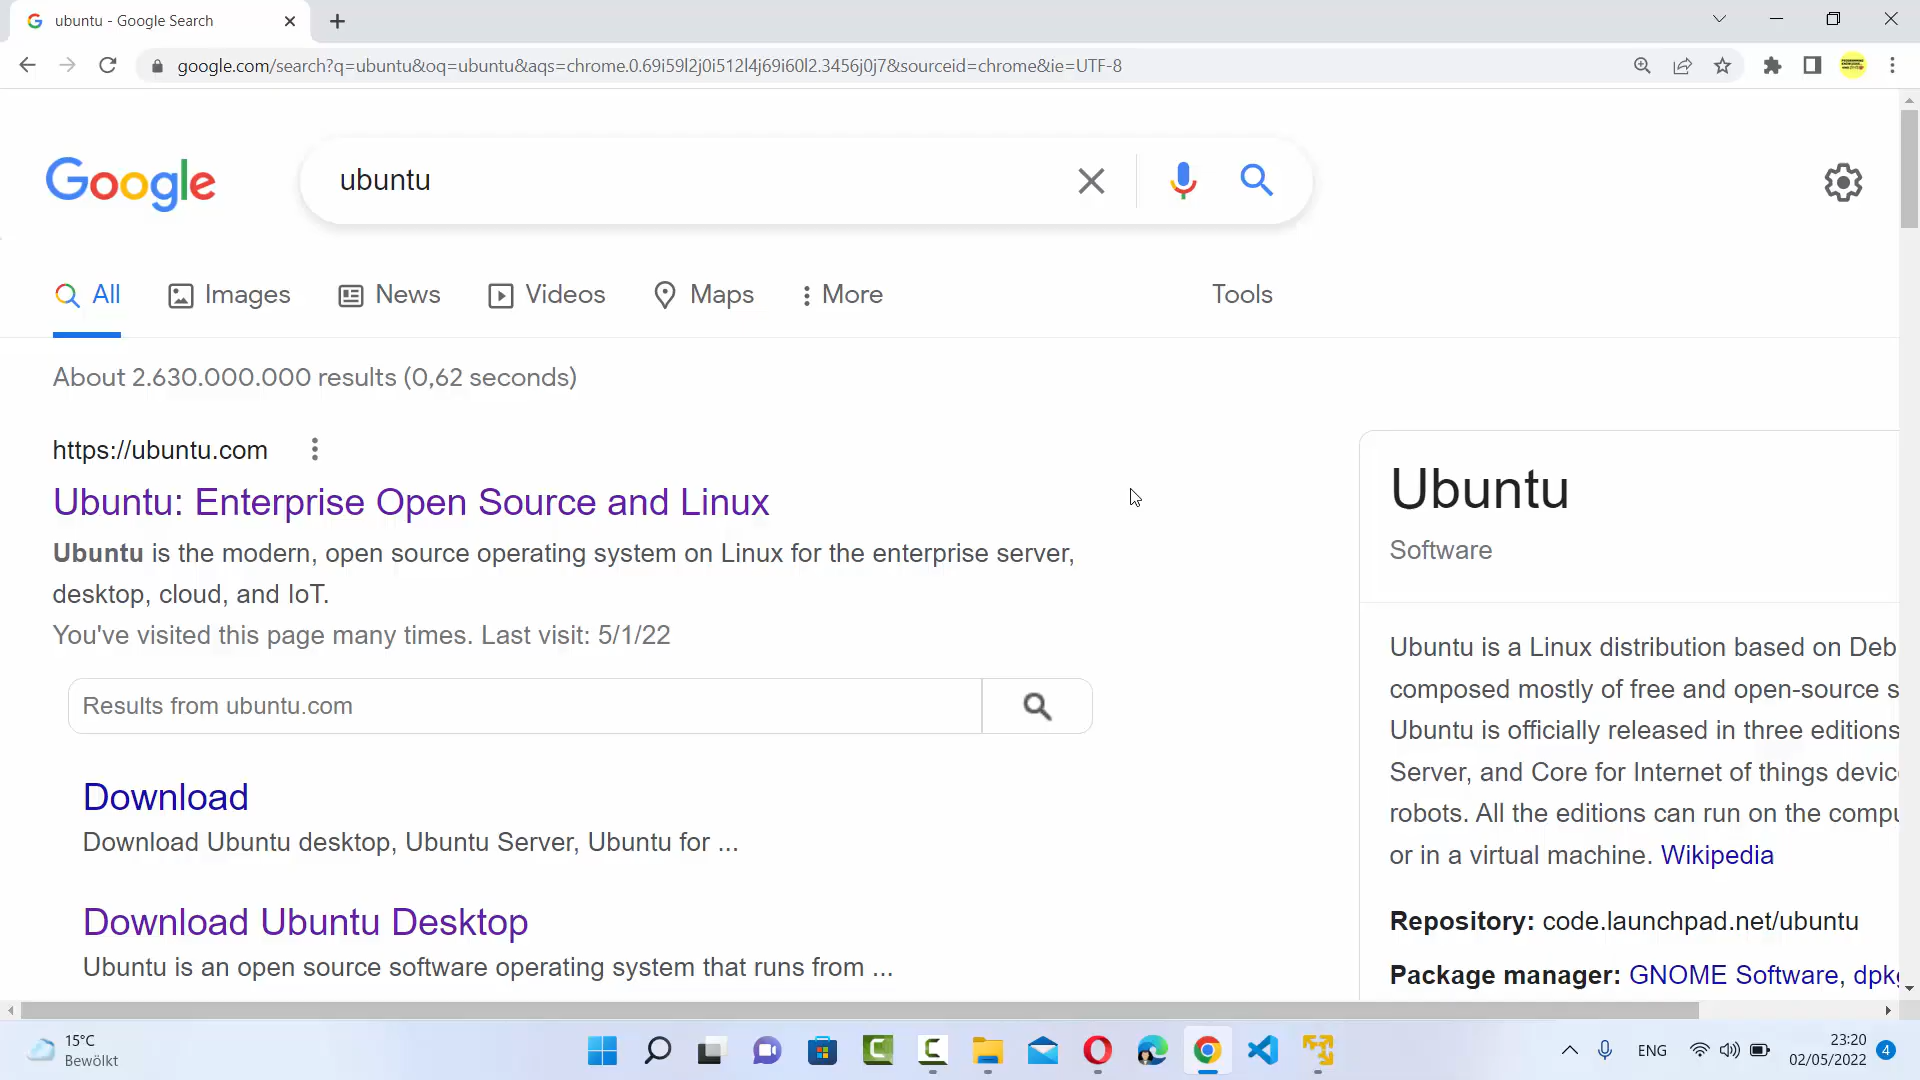 ubuntu - Google Search
google.com/search?q=ubuntu&oq=ubuntu&aqs=chrome.0.69i59l2j0i512l4j69i60l2.3456j0j7&sourceid=chrome&ie=UTF-8
Google
ubuntu
All
Images
News
Videos
Maps
More
Tools
About 2.630.000.000 results (0,62 seconds)
https://ubuntu.com
Ubuntu: Enterprise Open Source and Linux
Ubuntu is the modern, open source operating system on Linux for the enterprise server,
desktop, cloud, and IoT.
You've visited this page many times. Last visit: 5/1/22
Results from ubuntu.com
Download
Download Ubuntu desktop, Ubuntu Server, Ubuntu for ...
Download Ubuntu Desktop
Ubuntu is an open source software operating system that runs from ...
Ubuntu
Software
Ubuntu is a Linux distribution based on Deb
composed mostly of free and open-source s
Ubuntu is officially released in three editions
Server, and Core for Internet of things devic
robots. All the editions can run on the compu
or in a virtual machine. Wikipedia
Repository: code.launchpad.net/ubuntu
Package manager: GNOME Software, dpkg
15°C
Bewölkt
ENG
23:20
02/05/2022
4